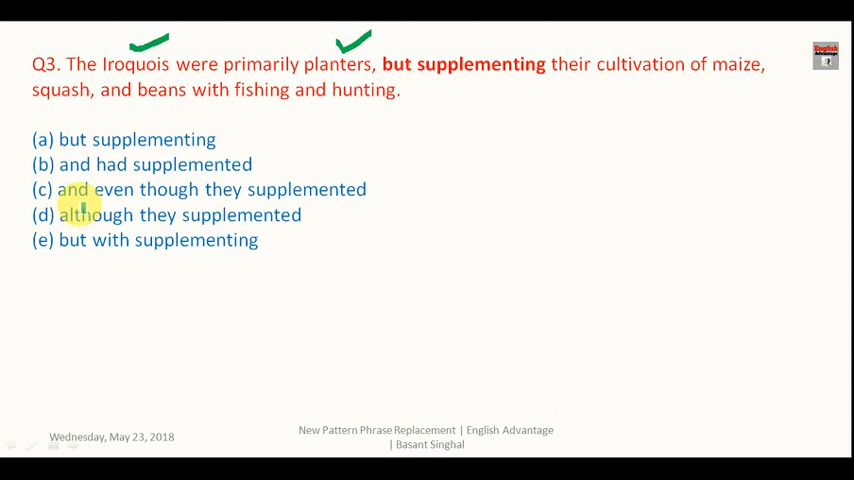 English
Q3. The Iroquois were primarily planters, but supplementing their cultivation of maize,
squash, and beans with fishing and hunting.
(a) but supplementing
(b) and had supplemented
(c) and even though they supplemented
(d) although they supplemented
(e) but with supplementing
Wednesday, May 23, 2018
New Pattern Phrase Replacement | English Advantage
| Basant Singhal